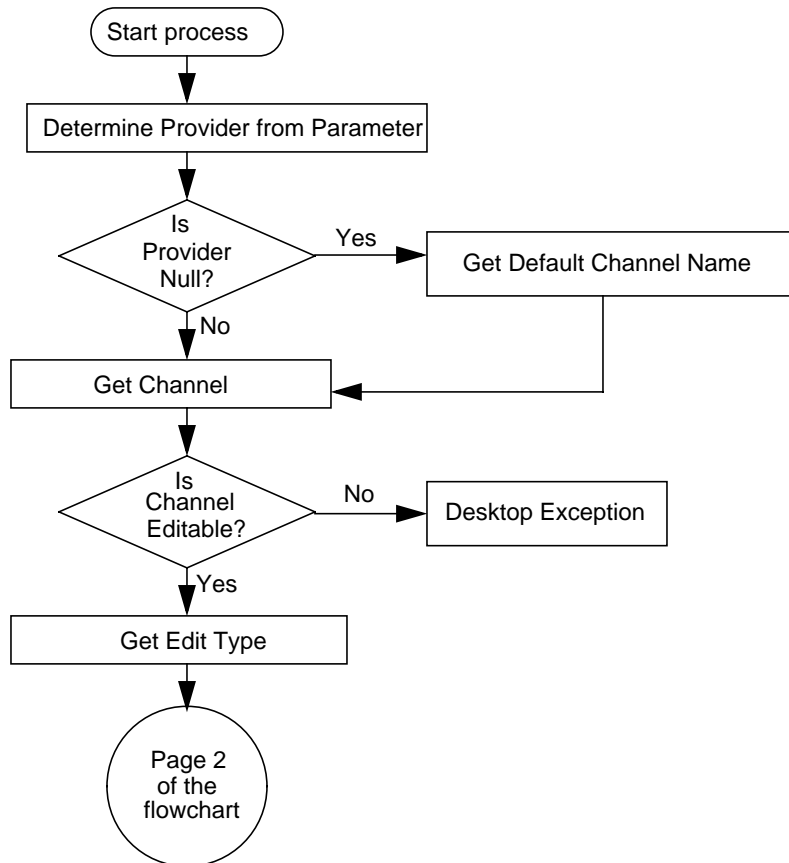 Start process
Determine Provider from Parameter
Is
Provider
Null?
Yes
Get Default Channel Name
No
Get Channel
Is
Channel
Editable?
No
Desktop Exception
Yes
Get Edit Type
Page 2
of the
flowchart